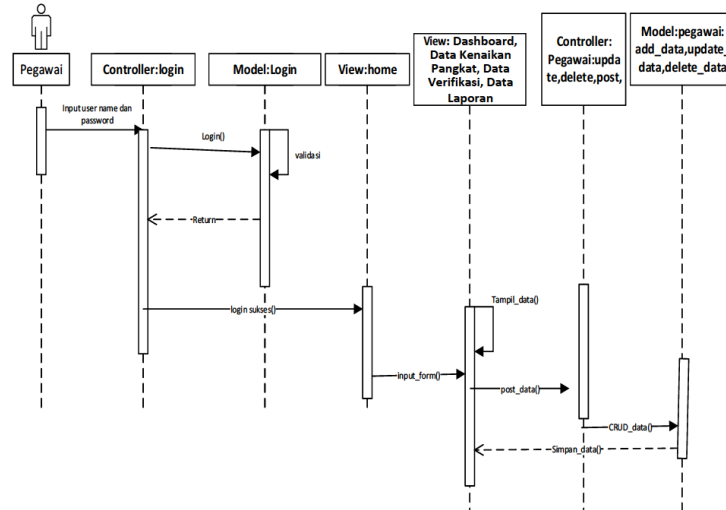 Pegawai
Controller:login
Model:Login
View:home
View: Dashboard,
Data Kenaikan
Pangkat, Data
Verifikasi, Data
Laporan
Controller:
Pegawai:upda
te,delete,post,
Model:pegawai:
add_data,update_
data,delete_data
Input user name dan
password
Login()
validasi
Return
login sukses()
Tampil_data()
input_form()
post_data()
CRUD_data()
Simpan_data()